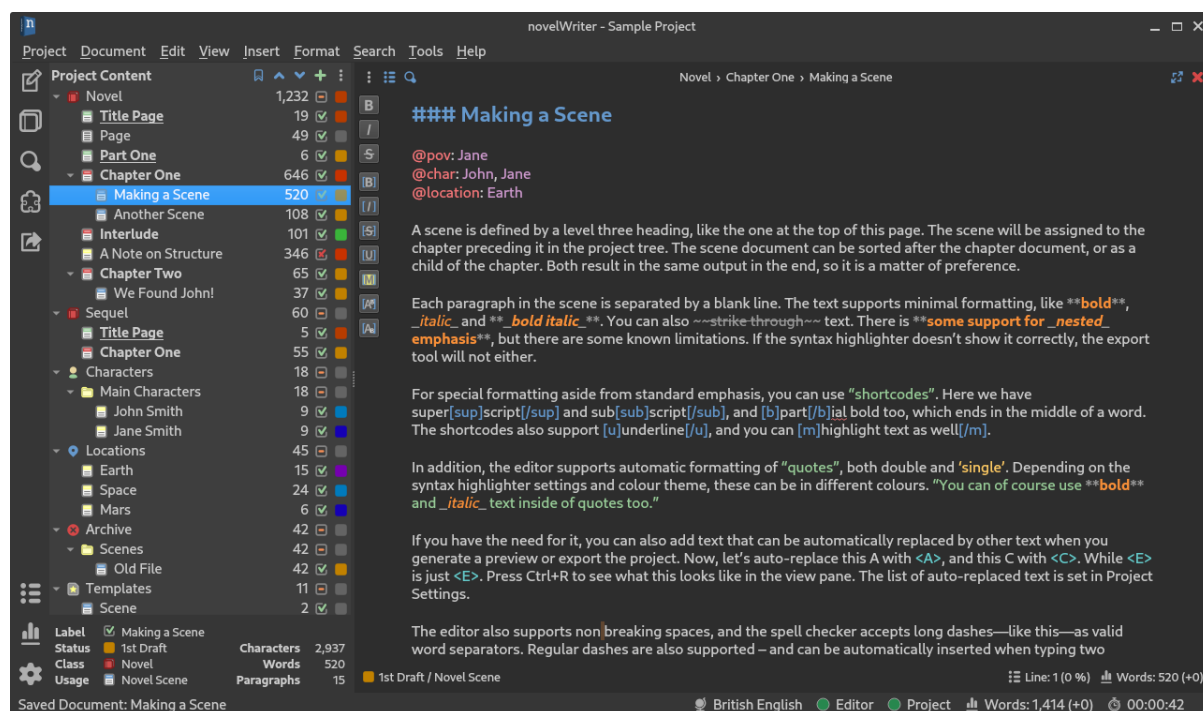 novelWriter - Sample Project
Project Document Edit View Insert Format Search Tools Help
Project Content
Novel 1,232
Title Page 19
Page 49
Part One 6
Chapter One 646
Making a Scene 520
Another Scene 108
Interlude 101
A Note on Structure 346
Chapter Two 65
We Found John! 37
Sequel 60
Title Page 5
Chapter One 55
Characters 18
Main Characters 18
John Smith 9
Jane Smith 9
Locations 45
Earth 15
Space 24
Mars 6
Archive 42
Scenes 42
Old File 42
Templates 11
Scene 2
Label Making a Scene
Status 1st Draft Characters 2,937
Class Novel Words 520
Usage Novel Scene Paragraphs 15
Novel › Chapter One › Making a Scene
B
I
S
[B]
[I]
[S]
[U]
[M]
### Making a Scene
@pov: Jane
@char: John, Jane
@location: Earth
A scene is defined by a level three heading, like the one at the top of this page. The scene will be assigned to the
chapter preceding it in the project tree. The scene document can be sorted after the chapter document, or as a
child of the chapter. Both result in the same output in the end, so it is a matter of preference.
Each paragraph in the scene is separated by a blank line. The text supports minimal formatting, like **bold**,
_italic_ and **_bold italic_**. You can also ~~strike through~~ text. There is **some support for _nested_
emphasis**, but there are some known limitations. If the syntax highlighter doesn’t show it correctly, the export
tool will not either.
For special formatting aside from standard emphasis, you can use “shortcodes”. Here we have
super[sup]script[/sup] and sub[sub]script[/sub], and [b]part[/b]ial bold too, which ends in the middle of a word.
The shortcodes also support [u]underline[/u], and you can [m]highlight text as well[/m].
In addition, the editor supports automatic formatting of “quotes”, both double and ‘single’. Depending on the
syntax highlighter settings and colour theme, these can be in different colours. “You can of course use **bold**
and _italic_ text inside of quotes too.”
If you have the need for it, you can also add text that can be automatically replaced by other text when you
generate a preview or export the project. Now, let’s auto-replace this A with <A>, and this C with <C>. While <E>
is just <E>. Press Ctrl+R to see what this looks like in the view pane. The list of auto-replaced text is set in Project
Settings.
The editor also supports non breaking spaces, and the spell checker accepts long dashes—like this—as valid
word separators. Regular dashes are also supported – and can be automatically inserted when typing two
1st Draft / Novel Scene Line: 1 (0 %) Words: 520 (+0)
Saved Document: Making a Scene British English Editor Project Words: 1,414 (+0) 00:00:42